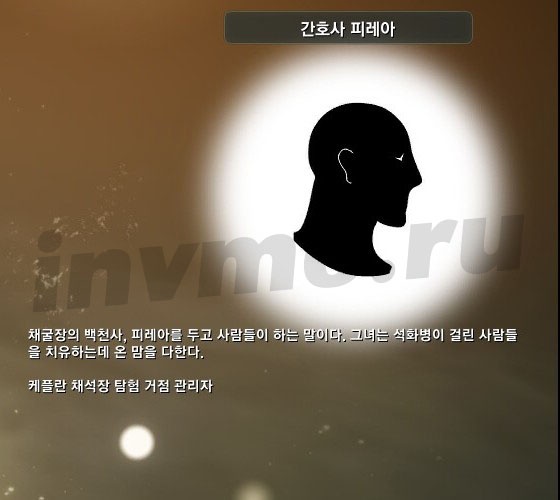 간호사 피레아
invmo.ru
채굴장의 백천사, 피레아를 두고 사람들이 하는 말이다. 그녀는 석화병이 걸린 사람들
을 치유하는데 온 맘을 다한다.
케플란 채석장 탐험 거점 관리자